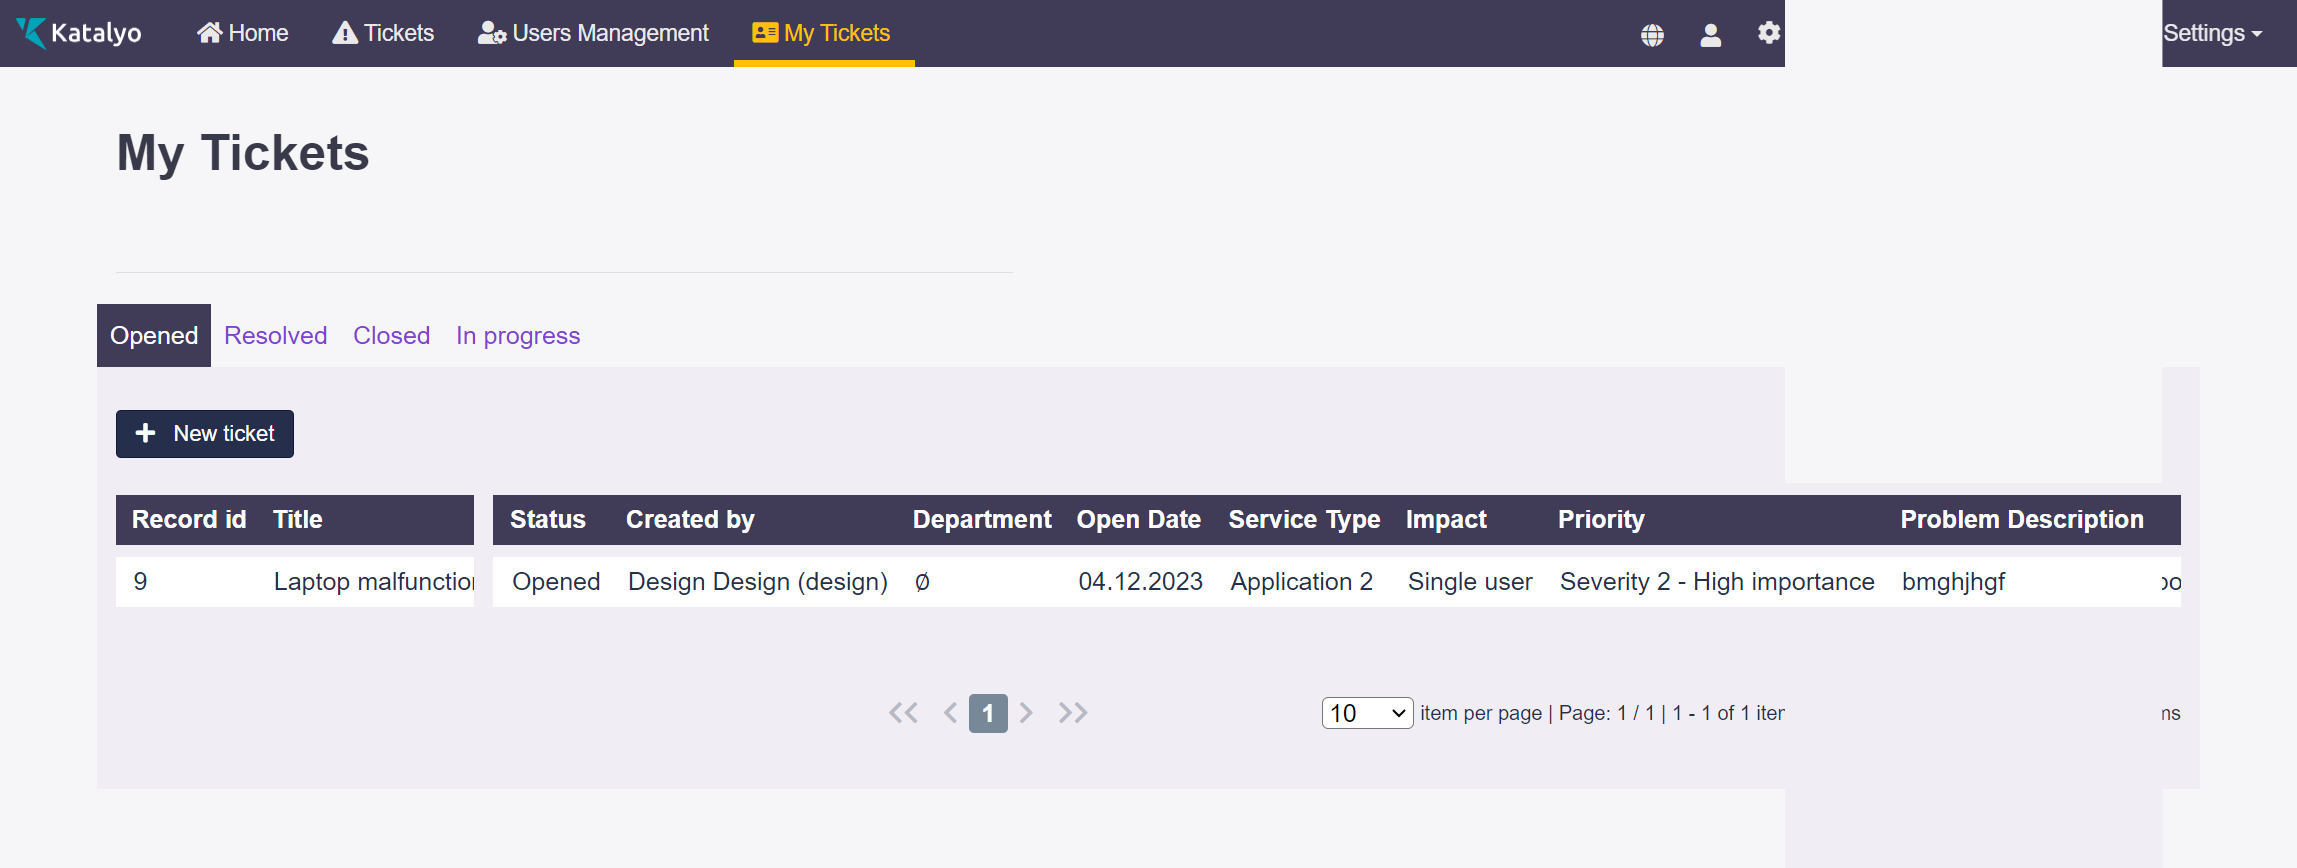 Katalyo Home Tickets Users Management My Tickets Settings
My Tickets
Opened Resolved Closed In progress
New ticket
Record id Title Status Created by Department Open Date Service Type Impact Priority Problem Description
9 Laptop Opened Design Design (design) Ø 04.12.2023 Application 2 Single user Severity 2 - High importance bmghjhgf
<< < 1 > >> 10 item per page | Page: 1 / 1 | 1 - 1 of 1